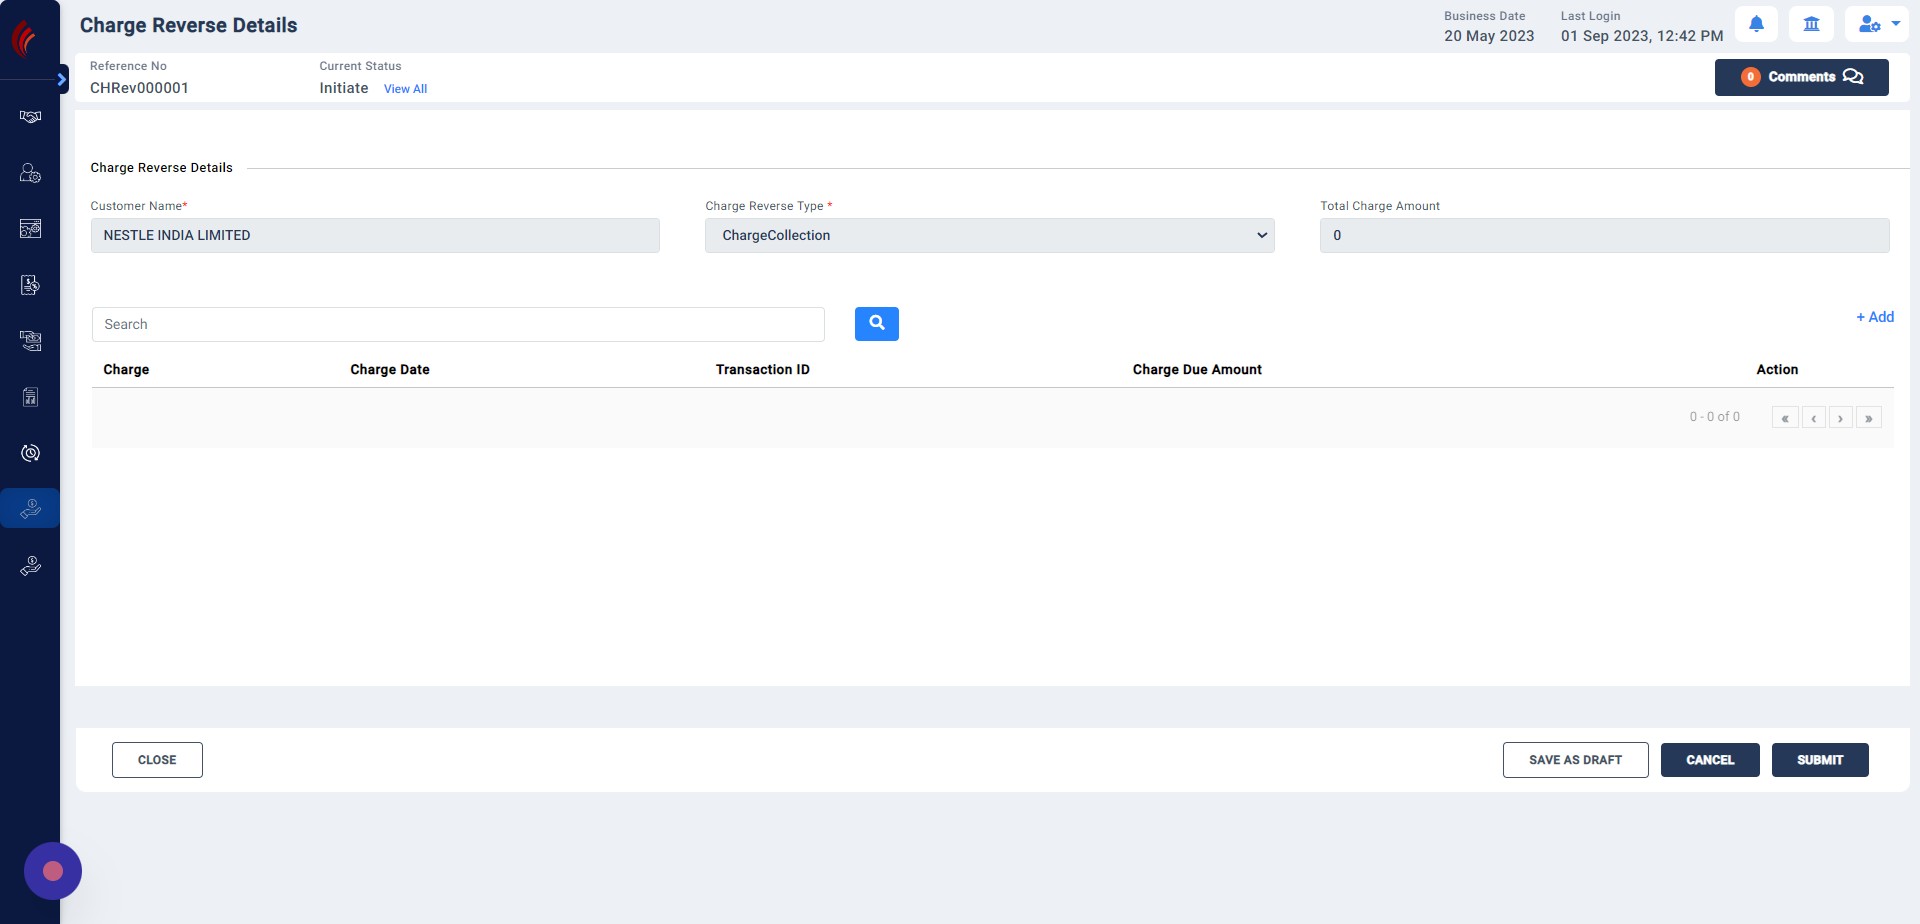 Charge Reverse Details
Business Date
20 May 2023
Last Login
01 Sep 2023, 12:42 PM
Reference No
CHRev000001
Current Status
Initiate View All
0 Comments
Charge Reverse Details
Customer Name*
NESTLE INDIA LIMITED
Charge Reverse Type *
ChargeCollection
Total Charge Amount
0
Search
+ Add
Charge Charge Date Transaction ID Charge Due Amount Action
0 - 0 of 0 « ‹ › »
CLOSE SAVE AS DRAFT CANCEL SUBMIT